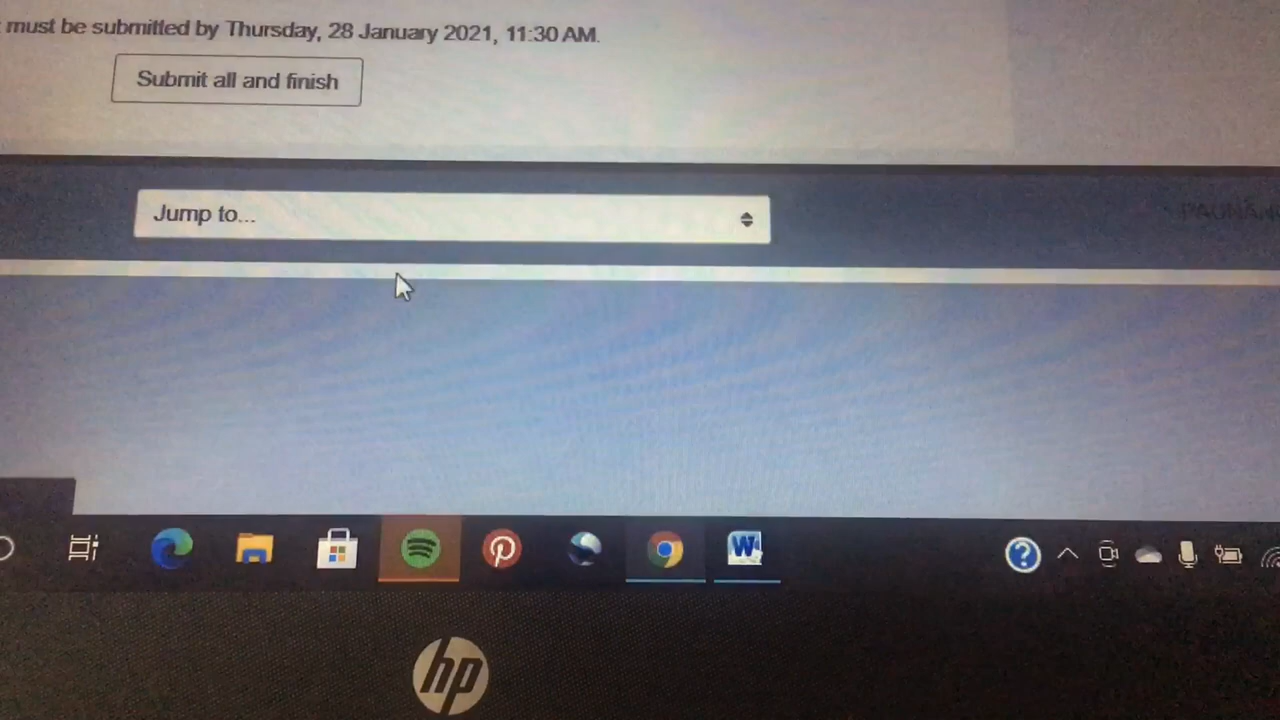 must be submitted by Thursday, 28 January 2021, 11:30 AM.
Submit all and finish
Jump to...
W
?
hp